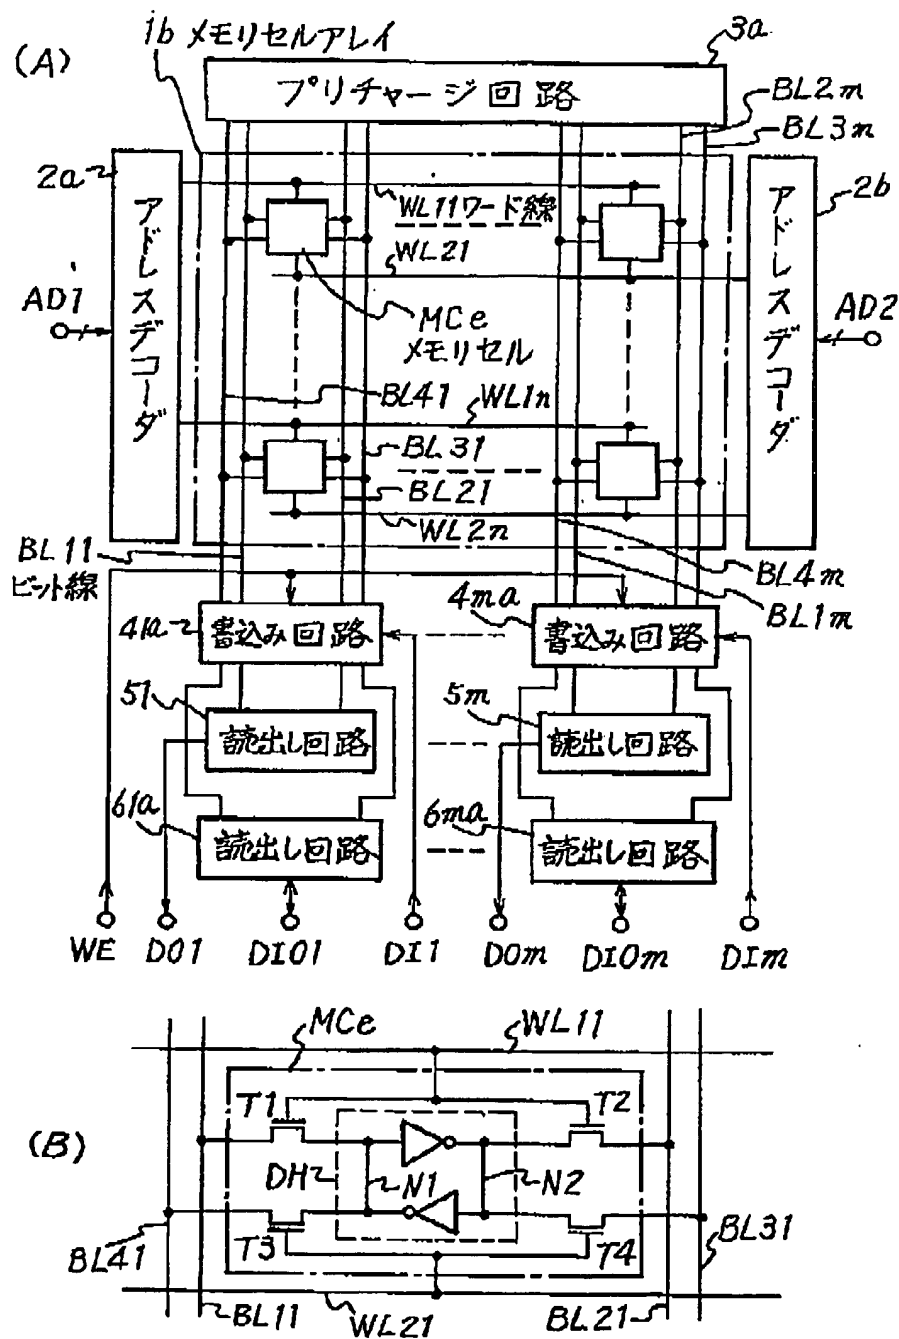 (A)
1b メモリセルアレイ
3a
プリチャージ回路
BL2m
BL3m
2a
アドレスデコーダ
WL11ワード線
WL21
2b
アドレスデコーダ
AD1
AD2
MCe
メモリセル
BL41
WL1n
BL31
BL21
WL2n
BL11
ビット線
BL4m
BL1m
41a
書込み回路
4ma
書込み回路
51
読出し回路
5m
読出し回路
61a
読出し回路
6ma
読出し回路
WE
DO1
DIO1
DI1
DOm
DIOm
DIm
(B)
MCe
WL11
T1
T2
DH
N1
N2
T3
T4
BL41
BL11
WL21
BL21
BL31